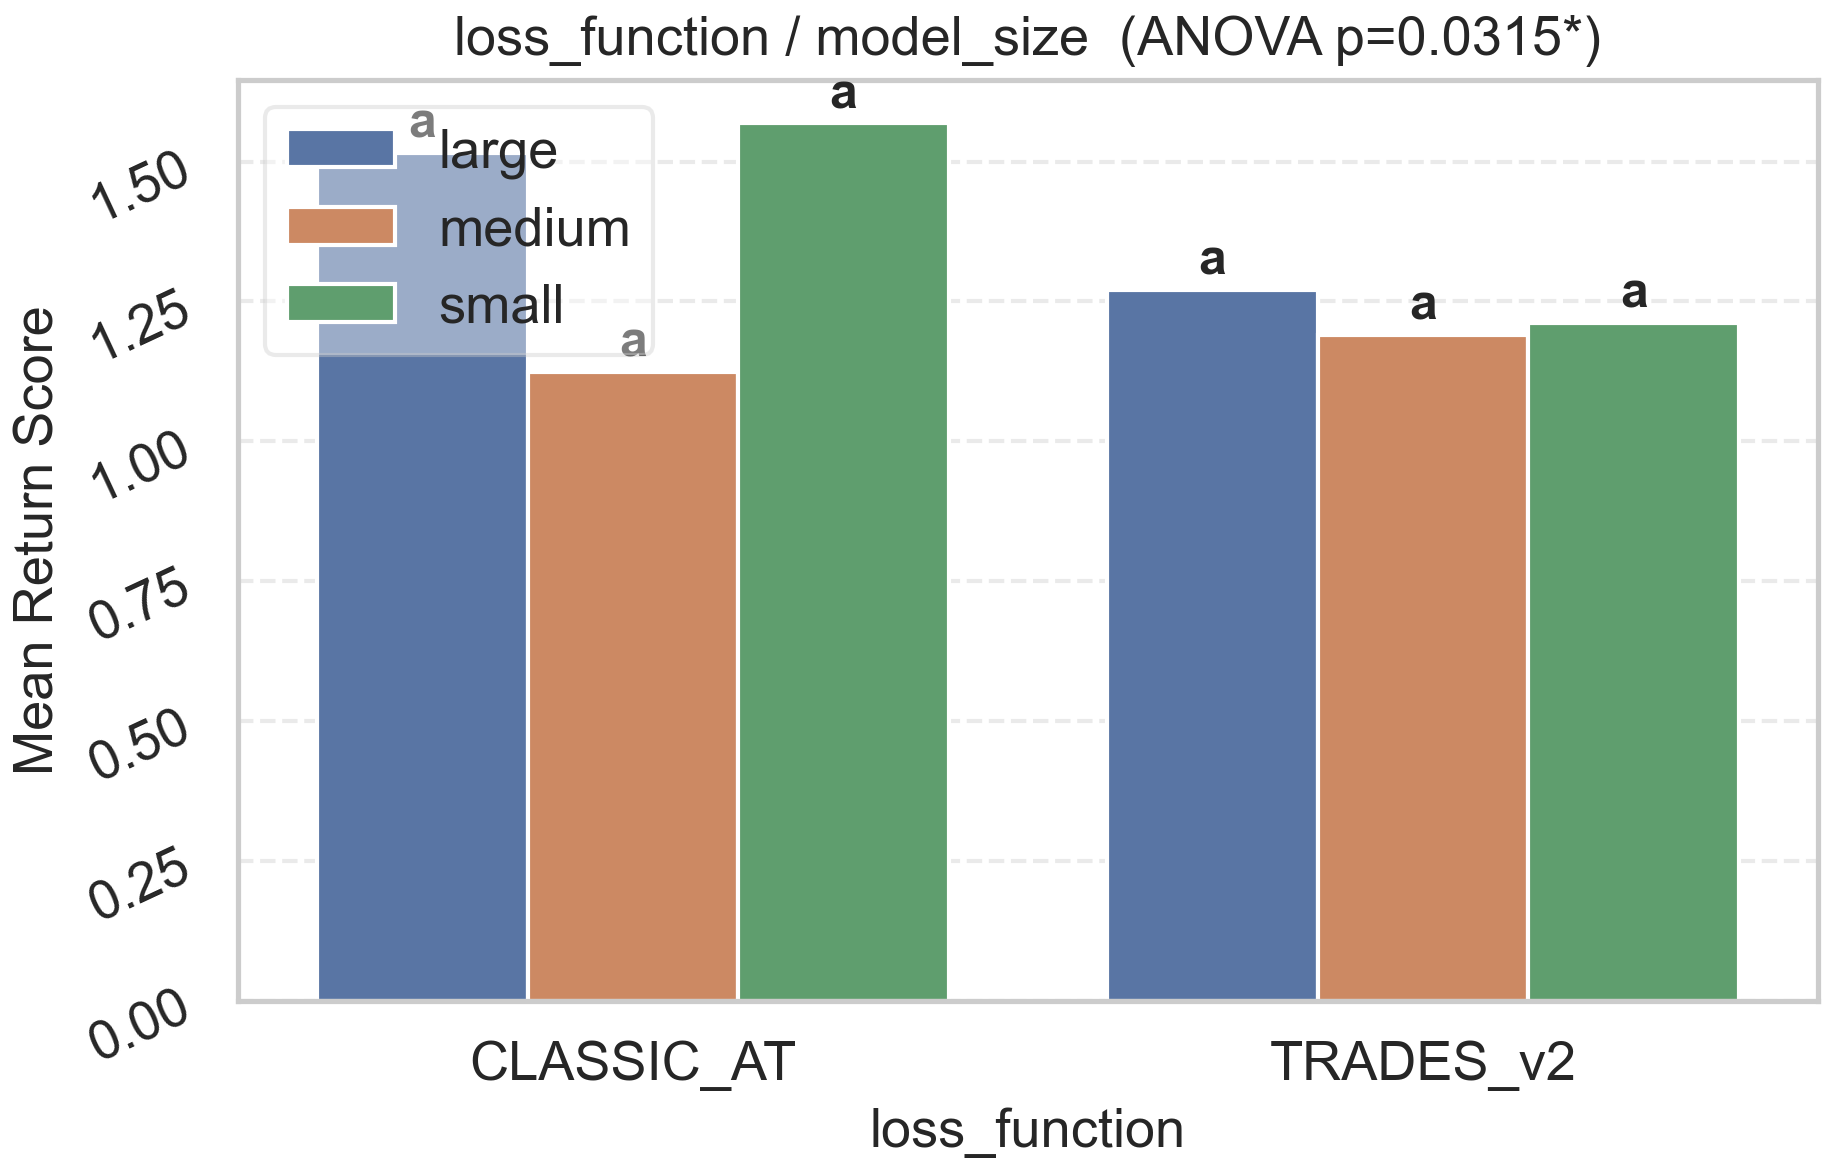 loss_function / model_size (ANOVA p=0.0315*)
Mean Return Score
1.50
1.25
1.00
0.75
0.50
0.25
0.00
large
medium
small
a
a
a
a
a
a
CLASSIC_AT
TRADES_v2
loss_function